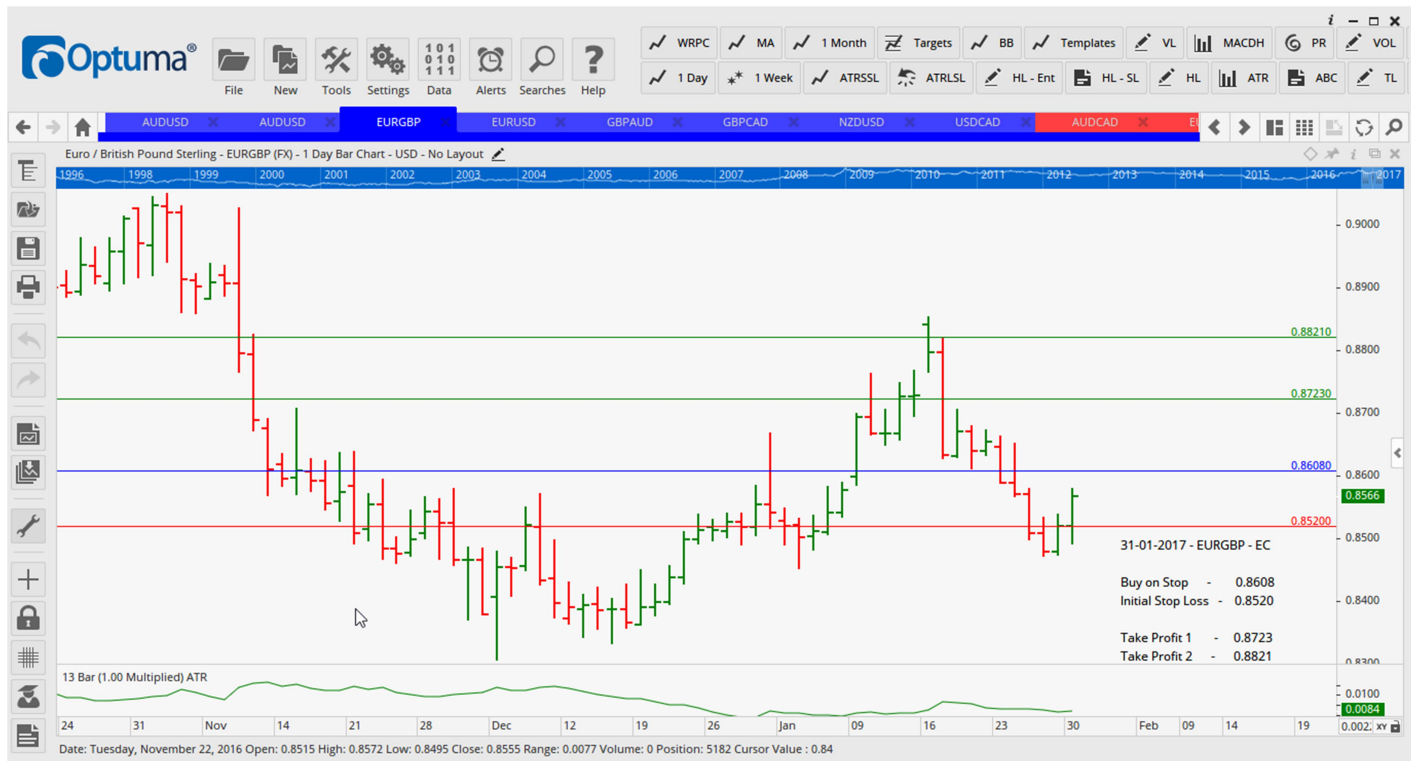 i
Optuma®
File New Tools Settings Data Alerts Searches Help
101
010
111
WRPC MA 1 Month Targets BB Templates VL MACDH PR VOL
1 Day 1 Week ATRSSL ATRLSL HL - Ent HL - SL HL ATR ABC TL
AUDUSD AUDUSD EURGBP EURUSD GBPAUD GBPCAD NZDUSD USDCAD AUDCAD
Euro / British Pound Sterling - EURGBP (FX) - 1 Day Bar Chart - USD - No Layout
1996 1998 1999 2000 2001 2002 2003 2004 2005 2006 2007 2008 2009 2010 2011 2012 2013 2014 2015 2016 2017
0.9000
0.8900
0.88210
0.8800
0.87230
0.8700
0.86080
0.8600
0.8566
0.85200
0.8500
31-01-2017 - EURGBP - EC
Buy on Stop - 0.8608
Initial Stop Loss - 0.8520
0.8400
Take Profit 1 - 0.8723
Take Profit 2 - 0.8821
0.8300
13 Bar (1.00 Multiplied) ATR
0.0100
0.0084
24 31 Nov 14 21 28 Dec 12 19 26 Jan 09 16 23 30 Feb 09 14 19 0.002 XY
Date: Tuesday, November 22, 2016 Open: 0.8515 High: 0.8572 Low: 0.8495 Close: 0.8555 Range: 0.0077 Volume: 0 Position: 5182 Cursor Value : 0.84